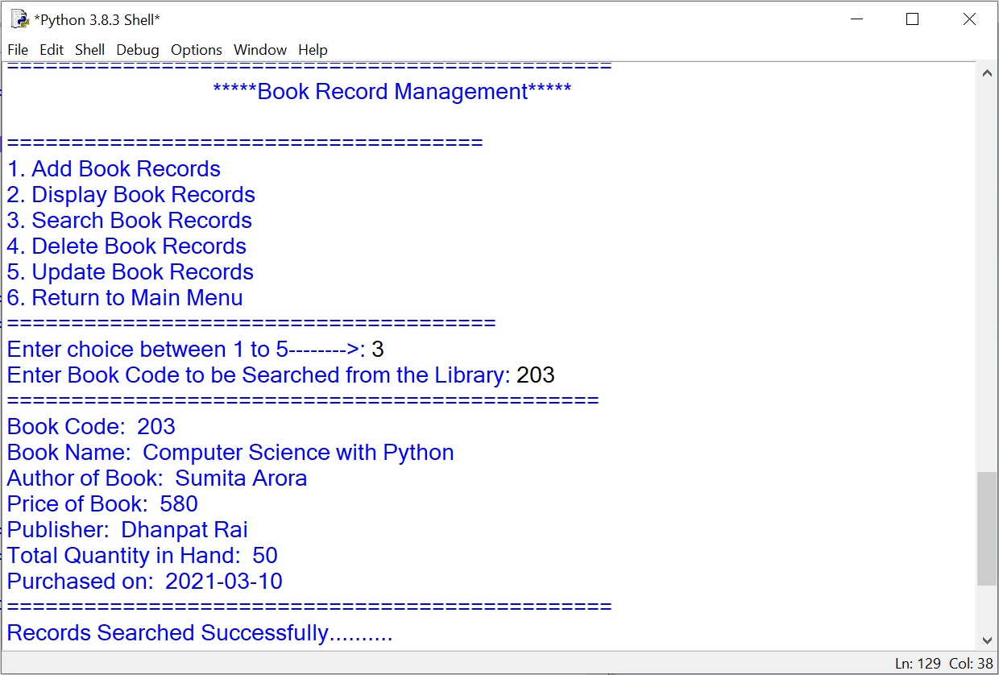 *Python 3.8.3 Shell*
File Edit Shell Debug Options Window Help
===============================================
*****Book Record Management*****
=====================================
1. Add Book Records
2. Display Book Records
3. Search Book Records
4. Delete Book Records
5. Update Book Records
6. Return to Main Menu
======================================
Enter choice between 1 to 5-------->: 3
Enter Book Code to be Searched from the Library: 203
==============================================
Book Code:  203
Book Name:  Computer Science with Python
Author of Book:  Sumita Arora
Price of Book:  580
Publisher:  Dhanpat Rai
Total Quantity in Hand:  50
Purchased on:  2021-03-10
===============================================
Records Searched Successfully..........
Ln: 129 Col: 38